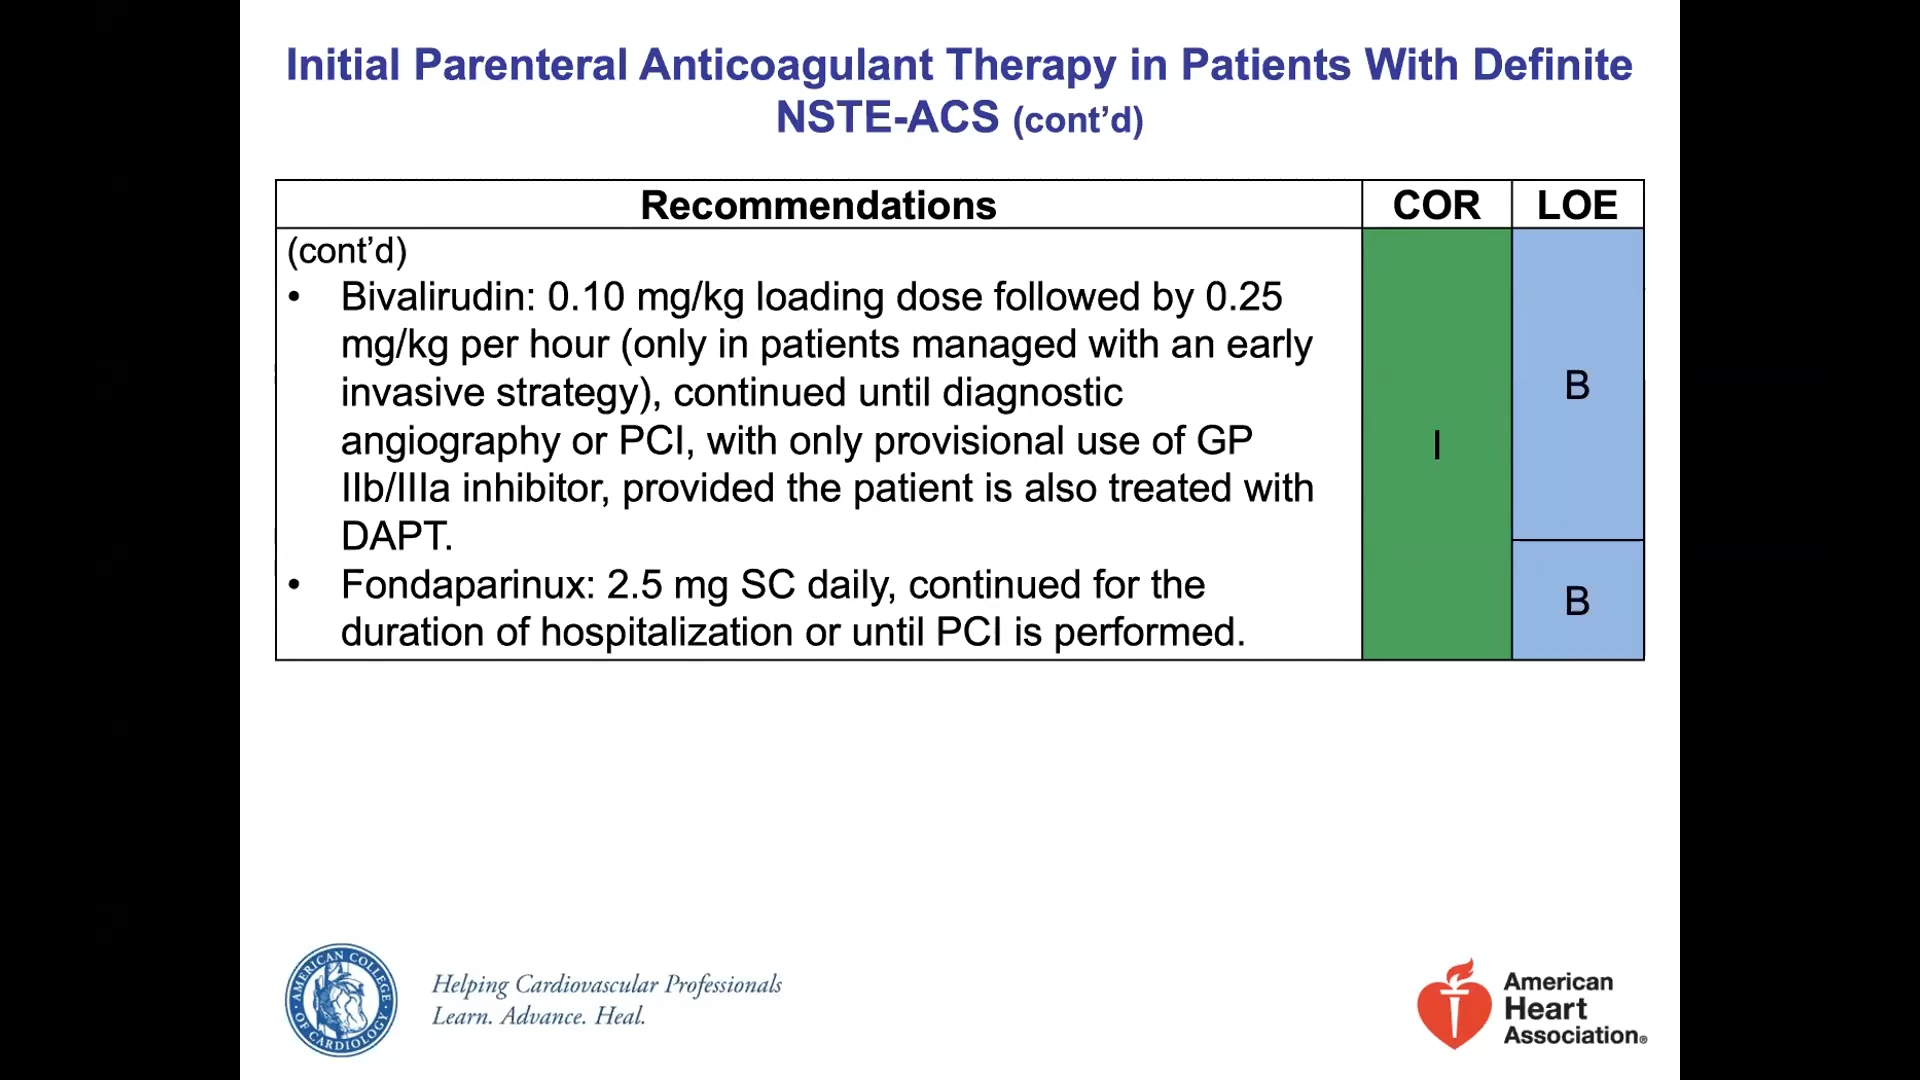 Initial Parenteral Anticoagulant Therapy in Patients With Definite
NSTE-ACS (cont’d)
Recommendations COR LOE
(cont’d)
• Bivalirudin: 0.10 mg/kg loading dose followed by 0.25
mg/kg per hour (only in patients managed with an early
invasive strategy), continued until diagnostic
angiography or PCI, with only provisional use of GP
IIb/IIIa inhibitor, provided the patient is also treated with
DAPT.
I
B
• Fondaparinux: 2.5 mg SC daily, continued for the
duration of hospitalization or until PCI is performed.
B
AMERICAN COLLEGE OF CARDIOLOGY
Helping Cardiovascular Professionals
Learn. Advance. Heal.
American
Heart
Association®